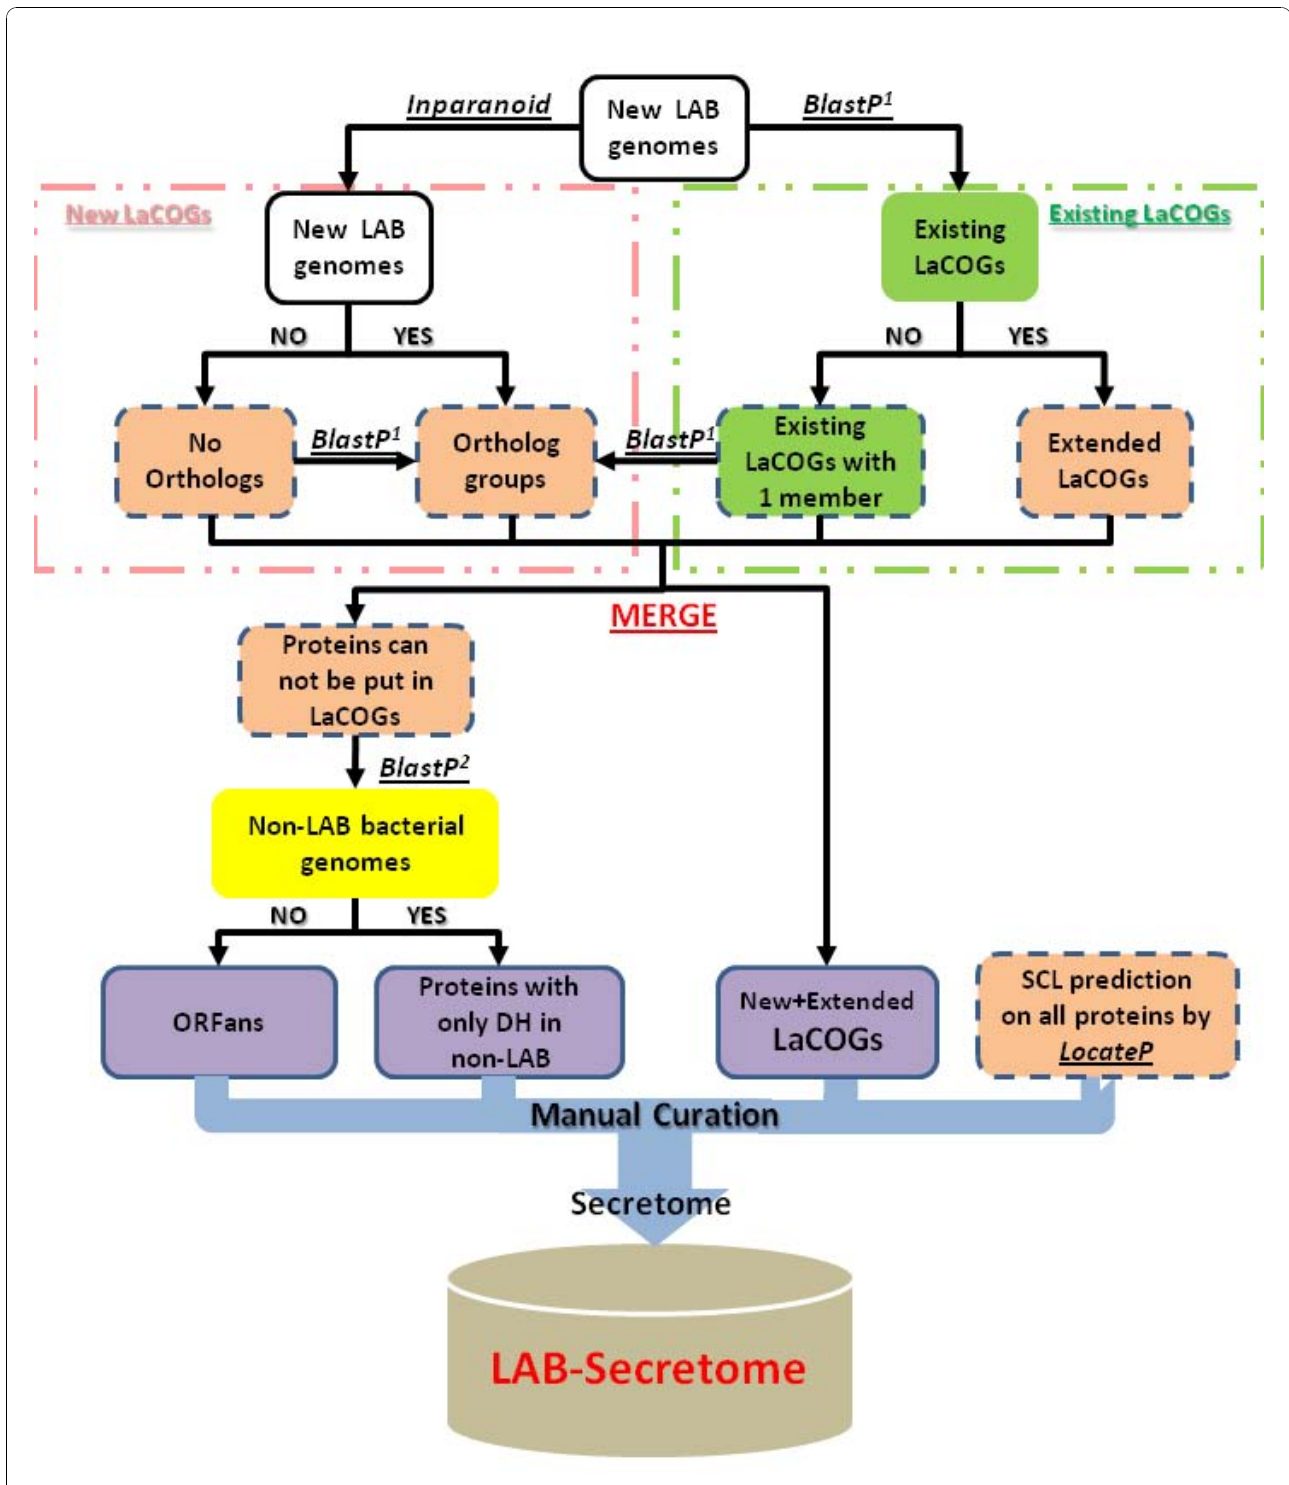 Inparanoid
New LAB
genomes
BlastP1
New LaCOGs
New LAB
genomes
Existing
LaCOGs
Existing LaCOGs
NO
YES
NO
YES
No
Orthologs
BlastP1
Ortholog
groups
BlastP1
Existing
LaCOGs with
1 member
Extended
LaCOGs
MERGE
Proteins can
not be put in
LaCOGs
BlastP2
Non-LAB bacterial
genomes
NO
YES
ORFans
Proteins with
only DH in
non-LAB
New+Extended
LaCOGs
SCL prediction
on all proteins by
LocateP
Manual Curation
Secretome
LAB-Secretome